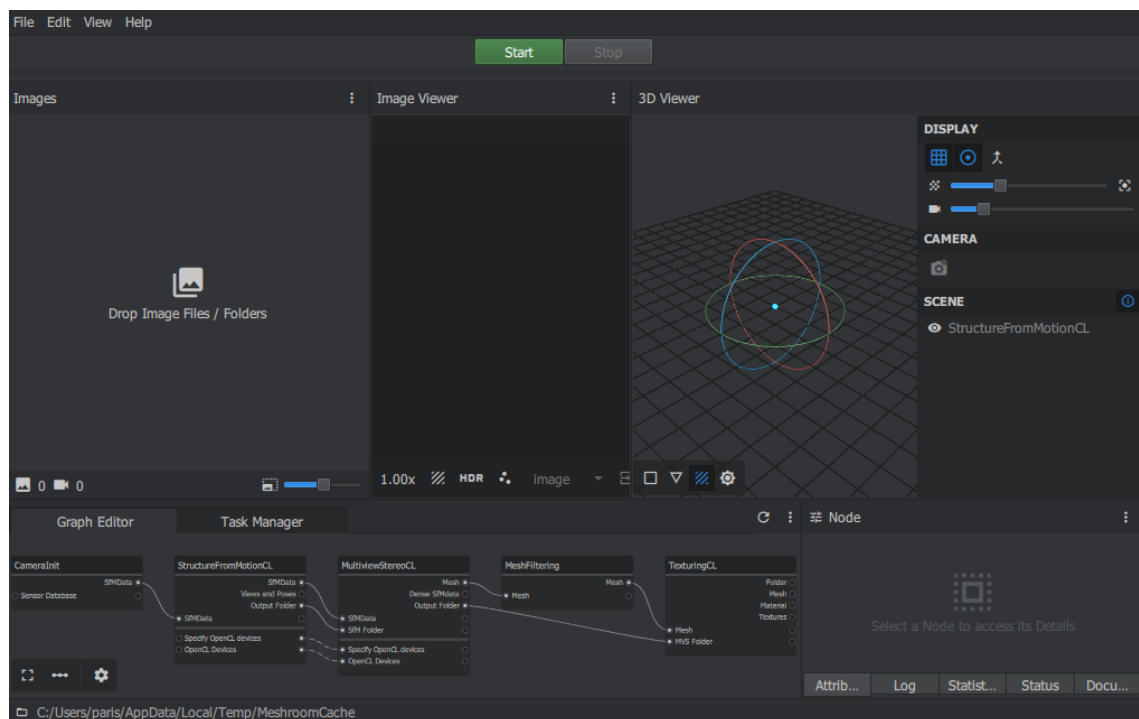 File Edit View Help
Start Stop
Images
Image Viewer
3D Viewer
DISPLAY
CAMERA
SCENE
StructureFromMotionCL
Drop Image Files / Folders
0 0
1.00x HDR image
Graph Editor Task Manager
Node
CameraInit
SfMData
Sensor Database
StructureFromMotionCL
SfMData
Views and Poses
Output Folder
SfMData
Specify OpenCL devices
OpenCL Devices
MultiviewStereoCL
Mesh
Dense SfMdata
Output Folder
SfMData
SfM Folder
Specify OpenCL devices
OpenCL Devices
MeshFiltering
Mesh
Mesh
TexturingCL
Folder
Mesh
Material
Textures
Mesh
MVS Folder
Select a Node to access its Details
Attrib... Log Statist... Status Docu...
C:/Users/paris/AppData/Local/Temp/MeshroomCache